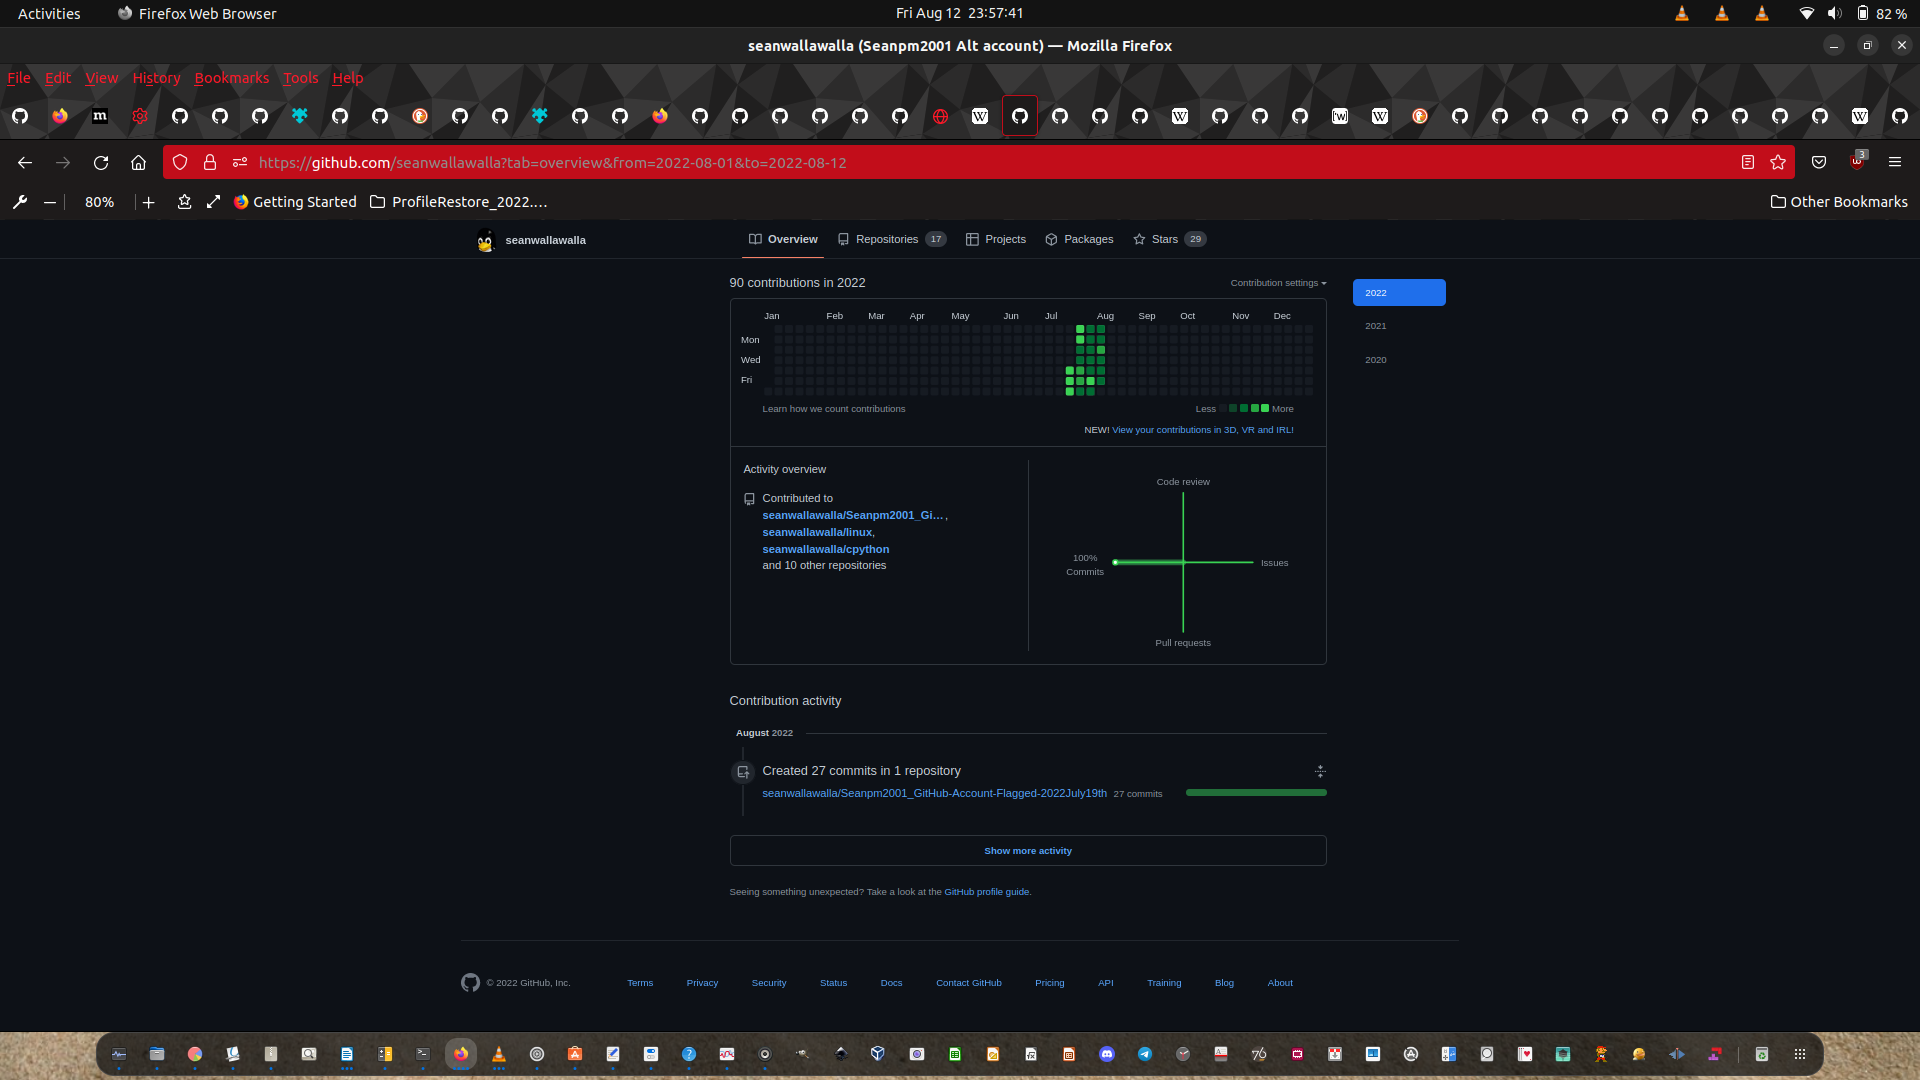 Activities Firefox Web Browser Fri Aug 12 23:57:41 82 %
seanwallawalla (Seanpm2001 Alt account) — Mozilla Firefox
File Edit View History Bookmarks Tools Help
https://github.com/seanwallawalla?tab=overview&from=2022-08-01&to=2022-08-12 3
80% Getting Started ProfileRestore_2022.... Other Bookmarks
seanwallawalla Overview Repositories 17 Projects Packages Stars 29
90 contributions in 2022 Contribution settings
2022
2021
2020
Jan Feb Mar Apr May Jun Jul Aug Sep Oct Nov Dec
Mon
Wed
Fri
Learn how we count contributions Less More
NEW! View your contributions in 3D, VR and IRL!
Activity overview
Contributed to
seanwallawalla/Seanpm2001_Gi… ,
seanwallawalla/linux,
seanwallawalla/cpython
and 10 other repositories
Code review
100%
Commits
Issues
Pull requests
Contribution activity
August 2022
Created 27 commits in 1 repository
seanwallawalla/Seanpm2001_GitHub-Account-Flagged-2022July19th 27 commits
Show more activity
Seeing something unexpected? Take a look at the GitHub profile guide.
© 2022 GitHub, Inc. Terms Privacy Security Status Docs Contact GitHub Pricing API Training Blog About